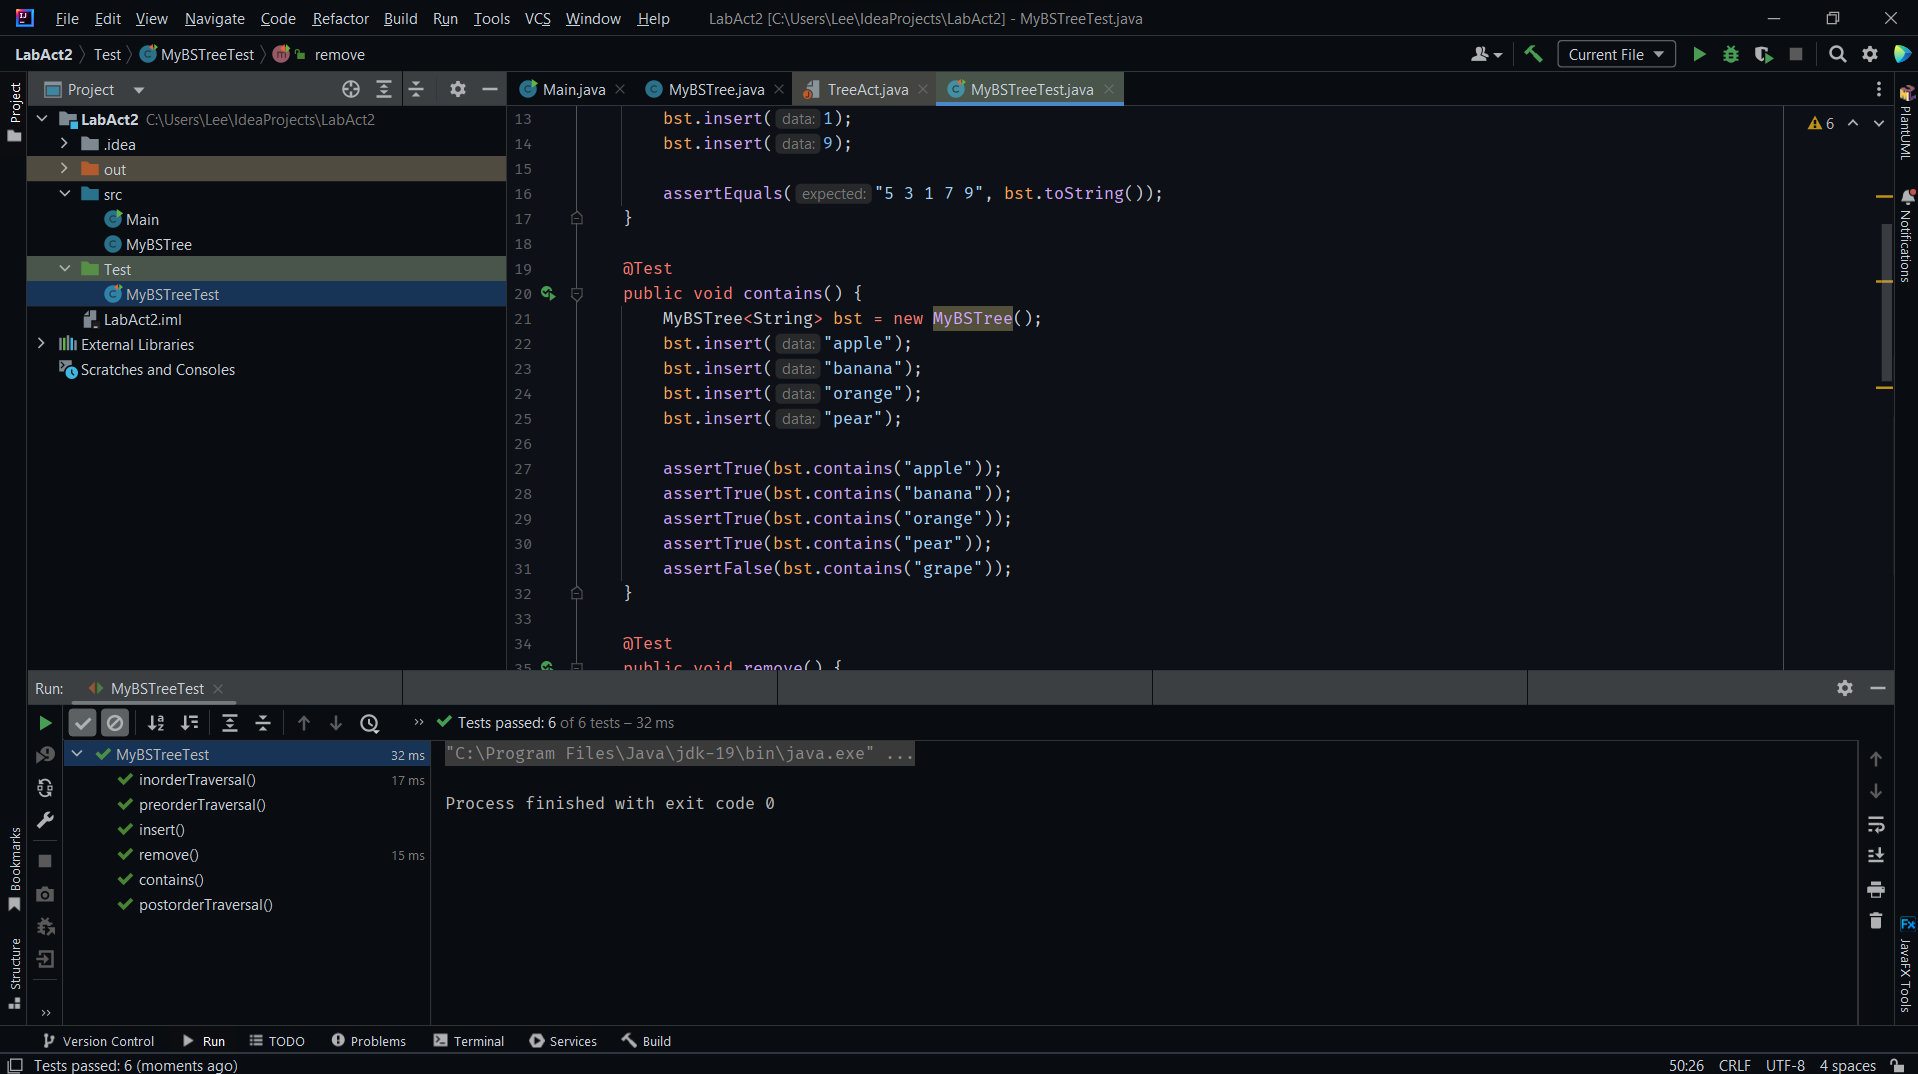 File Edit View Navigate Code Refactor Build Run Tools VCS Window Help LabAct2 [C:\Users\Lee\IdeaProjects\LabAct2] - MyBSTreeTest.java
LabAct2 Test MyBSTreeTest remove
Current File
Project
Project
Main.java
MyBSTree.java
TreeAct.java
MyBSTreeTest.java
LabAct2 C:\Users\Lee\IdeaProjects\LabAct2
.idea
out
src
Main
MyBSTree
Test
MyBSTreeTest
LabAct2.iml
External Libraries
Scratches and Consoles
6
13 bst.insert( data: 1);
14 bst.insert( data: 9);
15
16 assertEquals( expected: "5 3 1 7 9", bst.toString());
17 }
18
19 @Test
20 public void contains() {
21 MyBSTree<String> bst = new MyBSTree();
22 bst.insert( data: "apple");
23 bst.insert( data: "banana");
24 bst.insert( data: "orange");
25 bst.insert( data: "pear");
26
27 assertTrue(bst.contains("apple"));
28 assertTrue(bst.contains("banana"));
29 assertTrue(bst.contains("orange"));
30 assertTrue(bst.contains("pear"));
31 assertFalse(bst.contains("grape"));
32 }
33
34 @Test
35 public void remove() {
PlantUML
Notifications
Run: MyBSTreeTest
Tests passed: 6 of 6 tests – 32 ms
MyBSTreeTest 32 ms
inorderTraversal() 17 ms
preorderTraversal()
insert()
remove() 15 ms
contains()
postorderTraversal()
"C:\Program Files\Java\jdk-19\bin\java.exe" ...
Process finished with exit code 0
Bookmarks
Structure
Fx
JavaFX Tools
Version Control Run TODO Problems Terminal Services Build
Tests passed: 6 (moments ago) 50:26 CRLF UTF-8 4 spaces